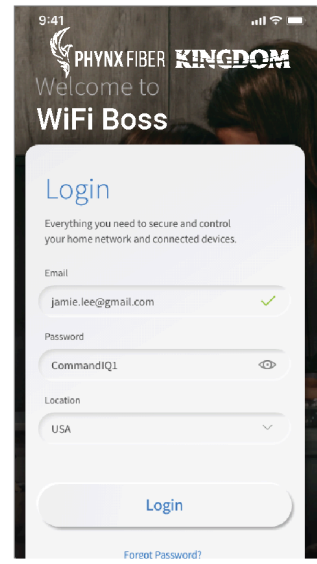 9:41
PHYNX FIBER KINGDOM
Welcome to
WiFi Boss
Login
Everything you need to secure and control
your home network and connected devices.
Email
jamie.lee@gmail.com
Password
CommandIQ1
Location
USA
Login
Forgot Password?